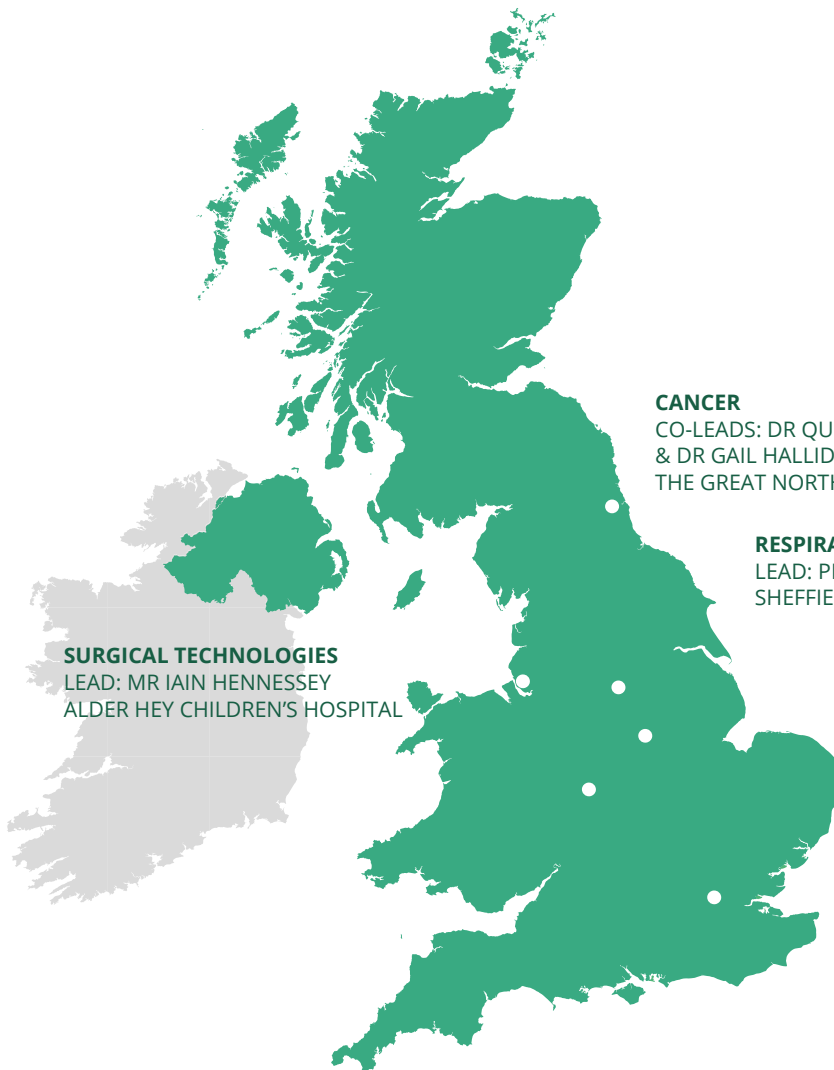 CANCER
CO-LEADS: DR QU
& DR GAIL HALLID
THE GREAT NORTH
RESPIRA
LEAD:
SHEFFIE
SURGICAL TECHNOLOGIES
LEAD: MR IAIN HENNESSEY
ALDER HEY CHILDREN'S HOSPITAL